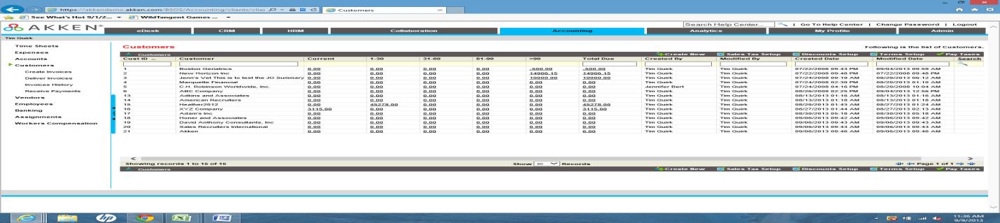 https://akkendemo.akken.com/BSOS/Accounting/clients/clie
Customers
See What's Hot 9/1/2...
WildTangent Games ...
AKKEN
Search Help Center...
Go To Help Center | Change Password | Logout
eDesk CRM HRM Collaboration Accounting Analytics My Profile Admin
Tim Quirk
Time Sheets
Expenses
Accounts
Customers
Create Invoices
Deliver Invoices
Invoices History
Receive Payments
Vendors
Employees
Banking
Assignments
Workers Compensation
Customers
Following is the list of Customers.
Customers Create New Sales Tax Setup Discounts Setup Terms Setup Pay Taxes
Cust ID Customer Current 1-30 31-60 61-90 >90 Total Due Created By Modified By Created Date Modified Date Search
1 Boston Geriatrics 0.00 0.00 0.00 0.00 -500.00 -500.00 Tim Quirk Tim Quirk 07/22/2008 09:43 PM 09/04/2013 09:59 AM
2 New Horizon Inc 0.00 0.00 0.00 0.00 14906.15 14906.15 Tim Quirk Tim Quirk 07/22/2008 09:48 PM 07/22/2008 09:48 PM
3 Jenn's Vet This is to test the JO Summary 0.00 0.00 0.00 0.00 10000.00 10000.00 Tim Quirk Tim Quirk 07/24/2008 09:19 AM 08/29/2013 06:12 AM
4 Marquette Financial 0.00 0.00 0.00 0.00 0.00 0.00 Tim Quirk Tim Quirk 07/24/2008 02:30 PM 08/20/2013 01:10 AM
5 C.H. Robinson Worldwide, Inc. 0.00 0.00 0.00 0.00 0.00 0.00 Jennifer Bert Tim Quirk 07/24/2008 04:16 PM 08/20/2008 10:04 AM
6 ABC Company 0.00 0.00 0.00 0.00 0.00 0.00 Tim Quirk Tim Quirk 08/26/2008 02:25 PM 09/04/2013 12:56 PM
13 Adkins and Associates 0.00 0.00 0.00 0.00 0.00 0.00 Tim Quirk Tim Quirk 08/13/2013 01:16 AM 08/13/2013 01:16 AM
14 American Recruiters 0.00 0.00 0.00 0.00 0.00 0.00 Tim Quirk Tim Quirk 08/13/2013 01:18 AM 08/13/2013 01:18 AM
15 Heather2012 0.00 45278.00 0.00 0.00 0.00 45278.00 Tim Quirk Tim Quirk 08/20/2013 01:43 AM 08/27/2013 01:24 AM
16 XYZ Company 3115.00 0.00 0.00 0.00 0.00 3115.00 Tim Quirk Tim Quirk 08/27/2013 01:44 AM 08/27/2013 02:13 AM
17 Adam's Inc 0.00 0.00 0.00 0.00 0.00 0.00 Tim Quirk Tim Quirk 08/30/2013 05:18 AM 08/30/2013 05:18 AM
18 Hener and Associates 0.00 0.00 0.00 0.00 0.00 0.00 Tim Quirk Tim Quirk 09/06/2013 09:42 AM 09/06/2013 09:42 AM
19 David Anthony Consultants, Inc 0.00 0.00 0.00 0.00 0.00 0.00 Tim Quirk Tim Quirk 09/06/2013 09:43 AM 09/06/2013 09:43 AM
20 Sales Recruiters International 0.00 0.00 0.00 0.00 0.00 0.00 Tim Quirk Tim Quirk 09/06/2013 09:43 AM 09/06/2013 09:43 AM
21 Akken 0.00 0.00 0.00 0.00 0.00 0.00 Tim Quirk Tim Quirk 09/06/2013 09:46 AM 09/06/2013 09:46 AM
Showing records 1 to 15 of 15 Show 50 Records Page 1 of 1
Customers Create New Sales Tax Setup Discounts Setup Terms Setup Pay Taxes
11:36 AM
9/9/2013